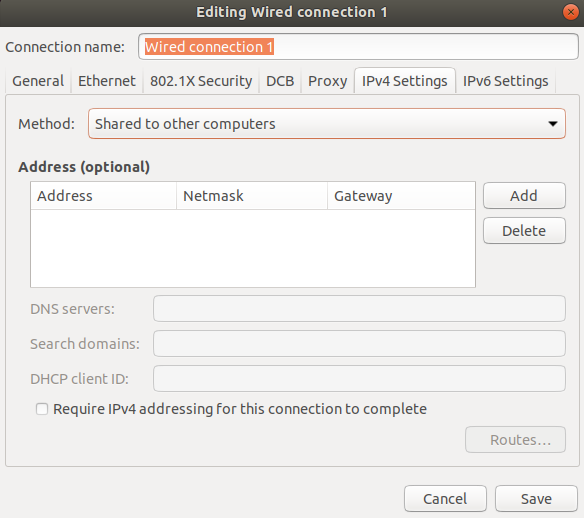 Editing Wired connection 1
Connection name: Wired connection 1
General Ethernet 802.1X Security DCB Proxy IPv4 Settings IPv6 Settings
Method: Shared to other computers
Address (optional)
Address Netmask Gateway Add
Delete
DNS servers:
Search domains:
DHCP client ID:
Require IPv4 addressing for this connection to complete
Routes…
Cancel Save